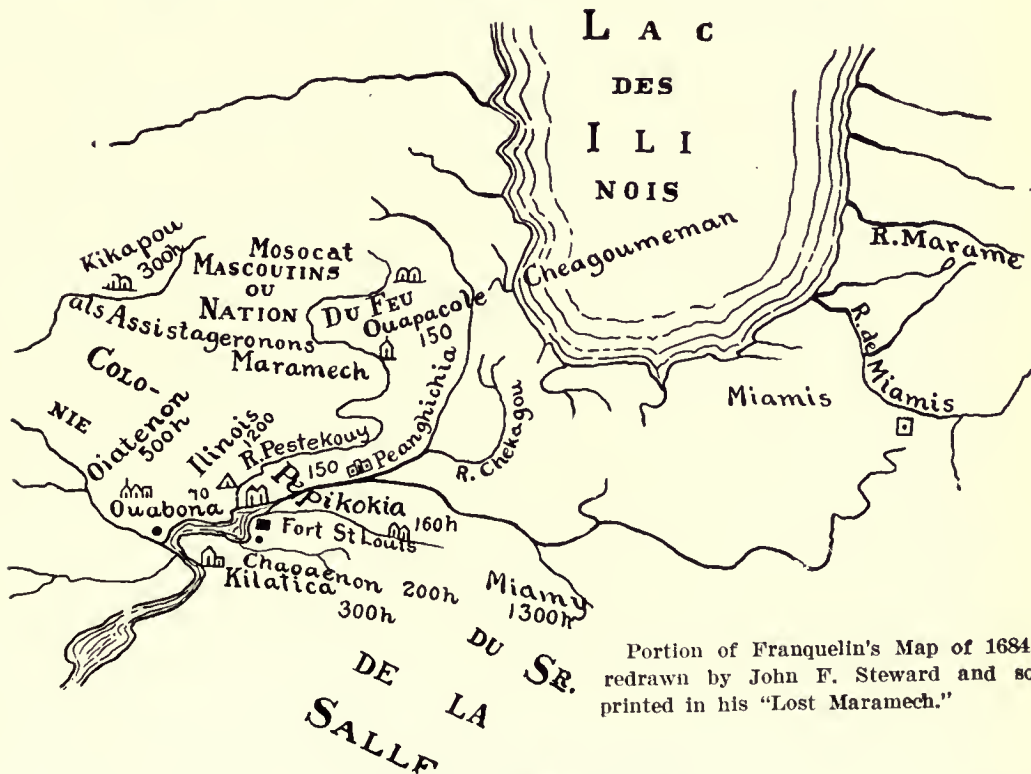 LAC
DES
ILI
NOIS
Cheagoumeman
R. Marame
R. de Miamis
Miamis
Kikapou
300h
Mosocat
MASCOUTINS
OU
NATION DU FEU
als Assistageronons
Ouapacole
150
Maramech
COLO-
NIE
Oiatenon
500h
Ilinois
1200
R. Pestekouy
150
Peanghichia
R. Chekagou
Ouabona
70
Pepikokia
160h
Fort St Louis
Chaoaenon 200h
Kilatica
300h
Miamy
1300h
DU SR.
DE LA
SALLE
Portion of Franquelin's Map of 1684
redrawn by John F. Steward and so
printed in his “Lost Maramech.”